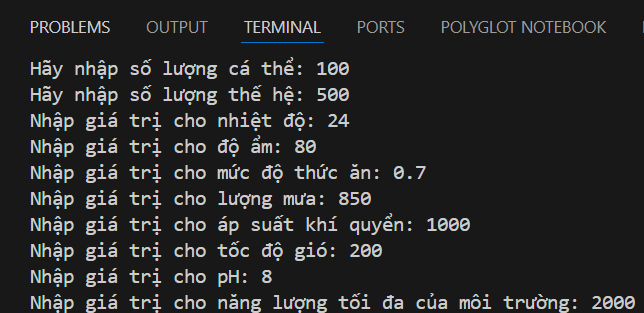 PROBLEMS OUTPUT TERMINAL PORTS POLYGLOT NOTEBOOK
Hãy nhập số lượng cá thể: 100
Hãy nhập số lượng thế hệ: 500
Nhập giá trị cho nhiệt độ: 24
Nhập giá trị cho độ ẩm: 80
Nhập giá trị cho mức độ thức ăn: 0.7
Nhập giá trị cho lượng mưa: 850
Nhập giá trị cho áp suất khí quyển: 1000
Nhập giá trị cho tốc độ gió: 200
Nhập giá trị cho pH: 8
Nhập giá trị cho năng lượng tối đa của môi trường: 2000